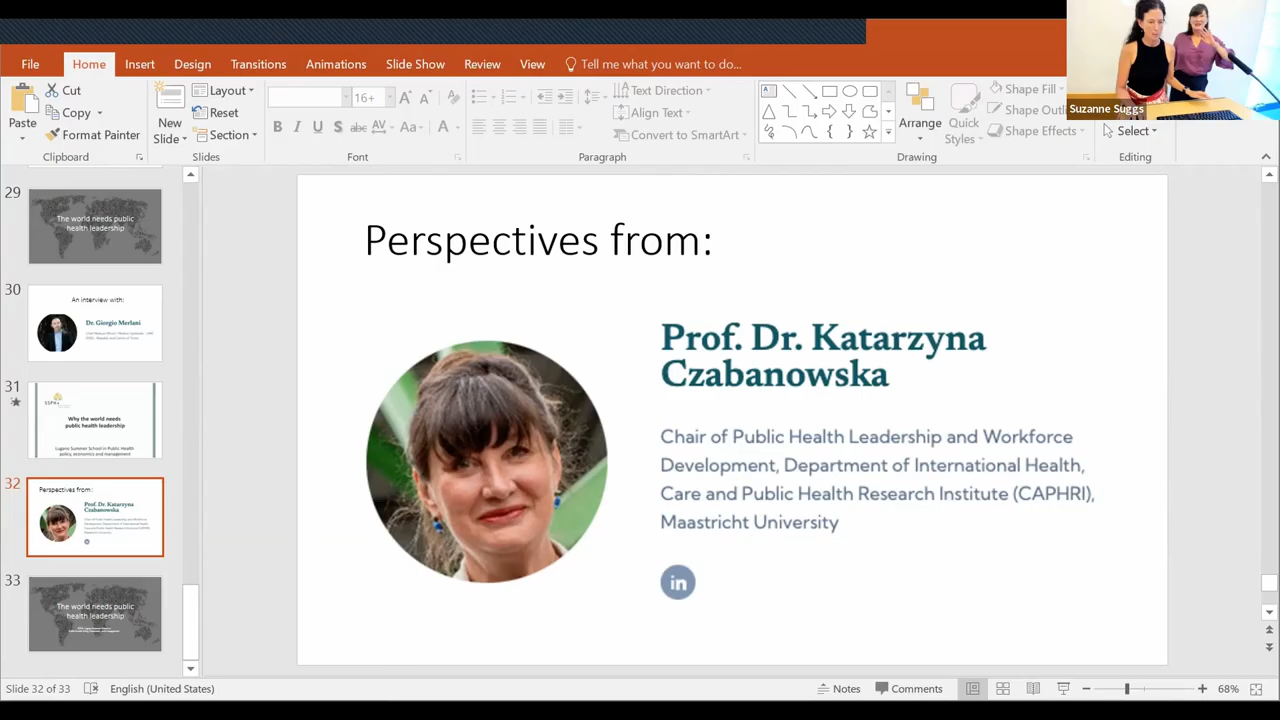 File
Home
Insert
Design
Transitions
Animations
Slide Show
Review
View
Tell me what you want to do...
Suzanne Suggs
Paste
Cut
Copy
Format Painter
Clipboard
New
Slide
Layout
Reset
Section
Slides
16+
B I U S abc AV Aa A
Font
Text Direction
Align Text
Convert to SmartArt
Paragraph
Arrange
Quick
Styles
Shape Fill
Shape Outl
Shape Effects
Drawing
Select
Editing
29
The world needs public
health leadership
30
An interview with:
Dr. Giorgio Merlani
31
Why the world needs
public health leadership
Lugano Summer School in Public Health
policy, economics and management
32
Perspectives from:
Prof. Dr. Katarzyna
Czabanowska
33
The world needs public
health leadership
Perspectives from:
Prof. Dr. Katarzyna
Czabanowska
Chair of Public Health Leadership and Workforce
Development, Department of International Health,
Care and Public Health Research Institute (CAPHRI),
Maastricht University
in
Slide 32 of 33
English (United States)
Notes
Comments
68%